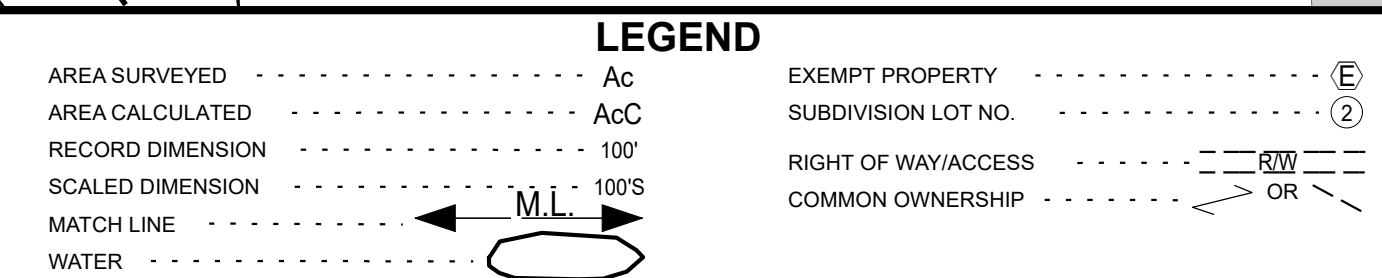 LEGEND
AREA SURVEYED - - - - - - - - - - - - - - - - - Ac
AREA CALCULATED - - - - - - - - - - - - - - - AcC
RECORD DIMENSION - - - - - - - - - - - - - - 100'
SCALED DIMENSION - - - - - - - - - - - - - - - 100'S
MATCH LINE - - - - - - - - - - M.L.
WATER - - - - - - - - - - - - - - - - -
EXEMPT PROPERTY - - - - - - - - - - - - - - - E
SUBDIVISION LOT NO. - - - - - - - - - - - - - - 2
RIGHT OF WAY/ACCESS - - - - - - R/W
COMMON OWNERSHIP - - - - - - - OR